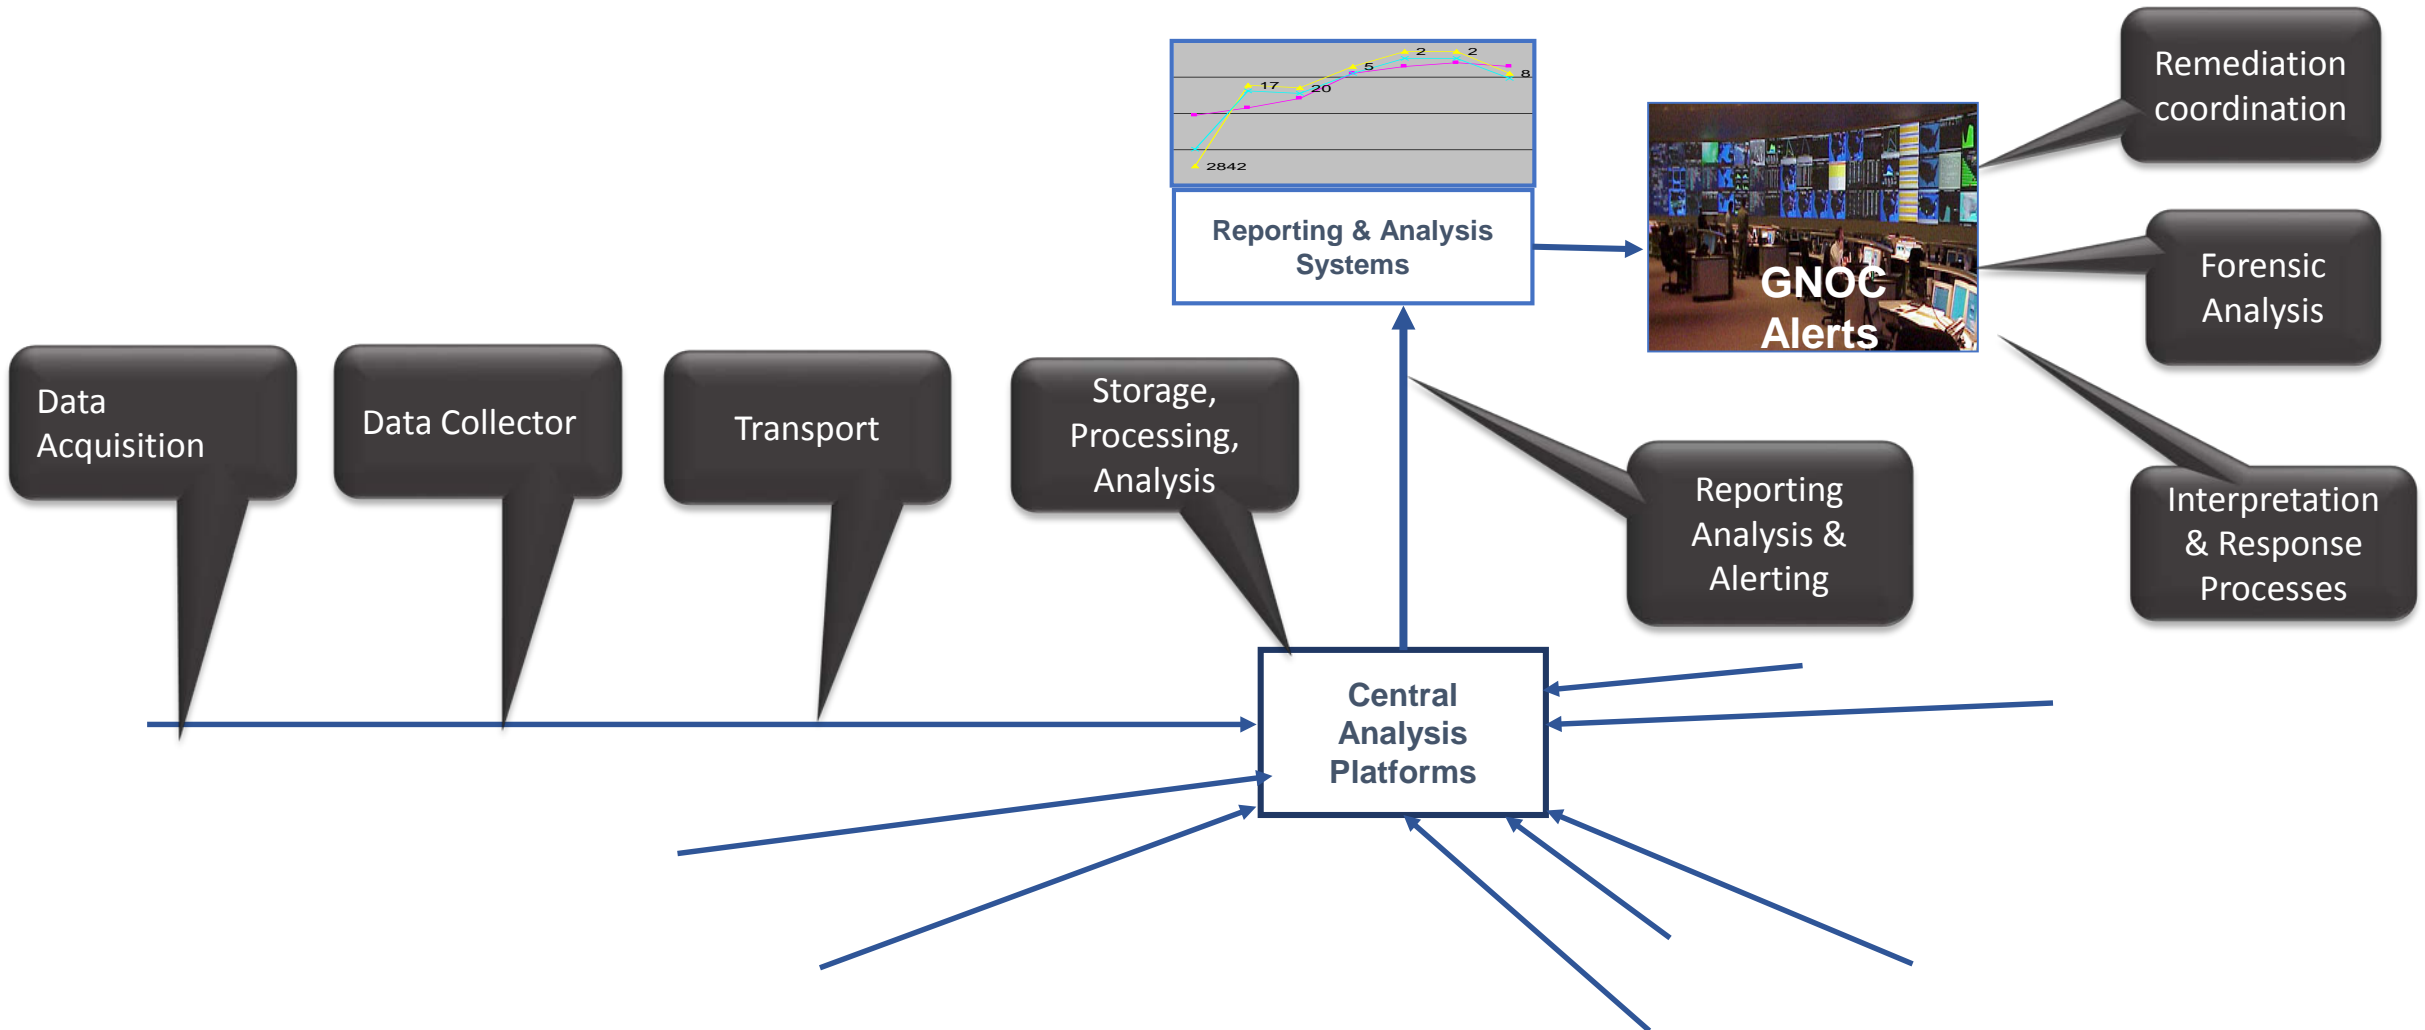 2
2
5
8
17
20
2842
Remediation
coordination
Reporting & Analysis
Systems
GNOC
Alerts
Forensic
Analysis
Data
Acquisition
Data Collector
Transport
Storage,
Processing,
Analysis
Reporting
Analysis &
Alerting
Interpretation
& Response
Processes
Central
Analysis
Platforms